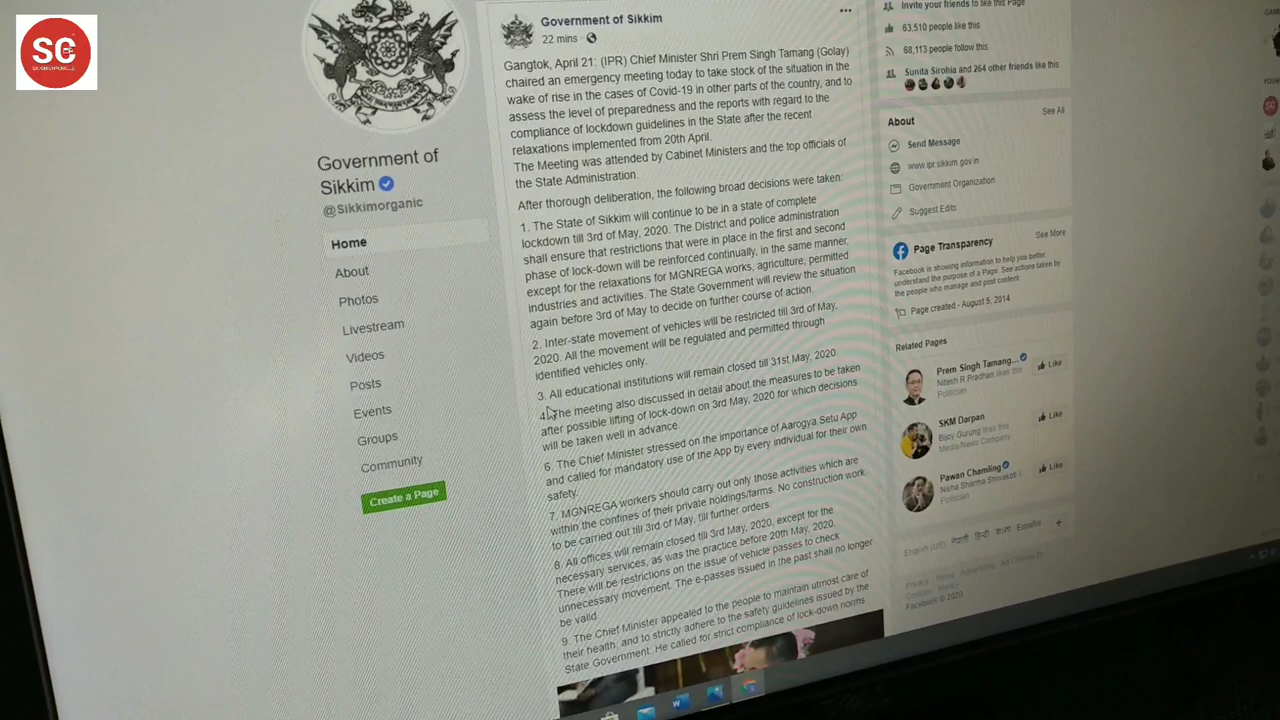 SC
Government of
Sikkim
@Sikkimorganic
Home
About
Photos
Livestream
Videos
Posts
Events
Groups
Community
Create a Page
Government of Sikkim
22 mins
Gangtok, April 21: (IPR) Chief Minister Shri Prem Singh Tamang (Golay)
chaired an emergency meeting today to take stock of the situation in the
wake of rise in the cases of Covid-19 in other parts of the country, and to
assess the level of preparedness and the reports with regard to the
compliance of lockdown guidelines in the State after the recent
relaxations implemented from 20th April.
The Meeting was attended by Cabinet Ministers and the top officials of
the State Administration.
After thorough deliberation, the following broad decisions were taken:
1. The State of Sikkim will continue to be in a state of complete
lockdown till 3rd of May, 2020. The District and police administration
shall ensure that restrictions that were in place in the first and second
phase of lock-down will be reinforced continually, in the same manner,
except for the relaxations for MGNREGA works, agriculture, permitted
industries and activities. The State Government will review the situation
again before 3rd of May to decide on further course of action.
2. Inter-state movement of vehicles will be restricted till 3rd of May,
2020. All the movement will be regulated and permitted through
identified vehicles only.
3. All educational institutions will remain closed till 31st May, 2020.
4. The meeting also discussed in detail about the measures to be taken
after possible lifting of lock-down on 3rd May, 2020 for which decisions
will be taken well in advance.
6. The Chief Minister stressed on the importance of Aarogya Setu App
and called for mandatory use of the App by every individual for their own
safety.
7. MGNREGA workers should carry out only those activities which are
within the confines of their private holdings/farms. No construction work
to be carried out till 3rd of May, till further orders.
8. All offices will remain closed till 3rd May, 2020, except for the
necessary services, as was the practice before 20th May, 2020.
There will be restrictions on the issue of vehicle passes to check
unnecessary movement. The e-passes issued in the past shall no longer
be valid.
9. The Chief Minister appealed to the people to maintain utmost care of
their health, and to strictly adhere to the safety guidelines issued by the
State Government. He called for strict compliance of lock-down norms
Invite your friends to like this Page
63,510 people like this
68,113 people follow this
Sunita Sirohia and 264 other friends like this
About
See All
Send Message
www.ipr.sikkim.gov.in
Government Organization
Suggest Edits
Page Transparency
See More
Facebook is showing information to help you better
understand the purpose of a Page. See actions taken by
the people who manage and post content.
Page created - August 5, 2014
Related Pages
Prem Singh Tamang...
Like
Nitesh R Pradhan likes this
Politician
SKM Darpan
Like
Bijoy Gurung likes this
Media/News Company
Pawan Chamling
Like
Nisha Sharma
Politician
English (US) नेपाली हिन्दी বাংলা Español
Privacy Terms Advertising Ad Choices
Cookies More
Facebook © 2020